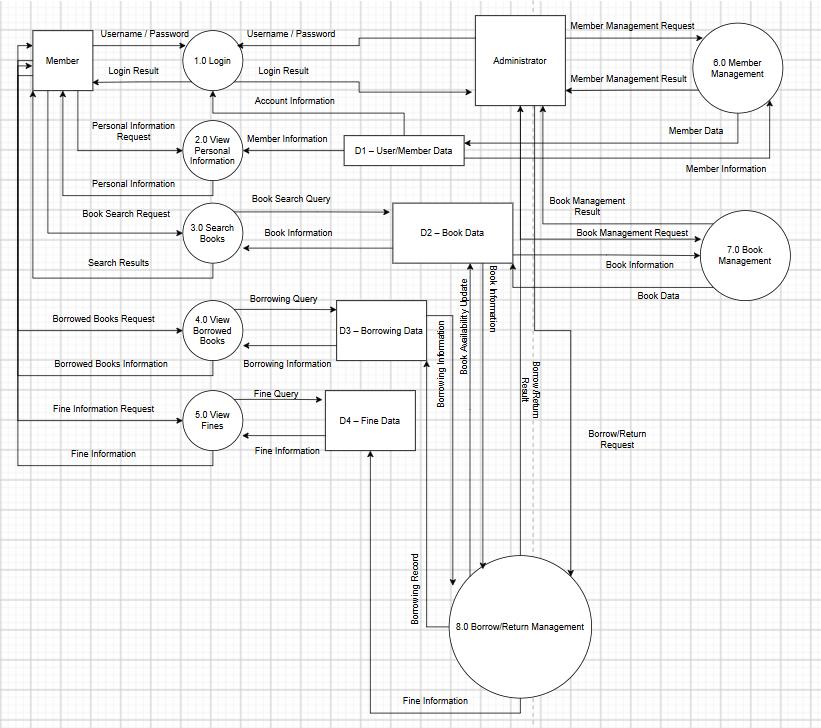 Username / Password
Username / Password
Member Management Request
Member
1.0 Login
Administrator
6.0 Member
Management
Login Result
Login Result
Member Management Result
Account Information
Personal Information
Request
2.0 View
Personal
Information
Member Information
D1 – User/Member Data
Member Data
Member Information
Personal Information
Book Search Request
Book Search Query
Book Management
Result
3.0 Search
Books
Book Information
D2 – Book Data
Book Management Request
7.0 Book
Management
Search Results
Book Information
Book Data
Borrowing Query
Book Availability Update
Book Information
Borrowed Books Request
4.0 View
Borrowed
Books
D3 – Borrowing Data
Borrowing Information
Borrowed Books Information
Borrowing Information
Borrow /Return
Result
Fine Query
Fine Information Request
5.0 View
Fines
D4 – Fine Data
Borrow/Return
Request
Fine Information
Fine Information
Borrowing Record
8.0 Borrow/Return Management
Fine Information